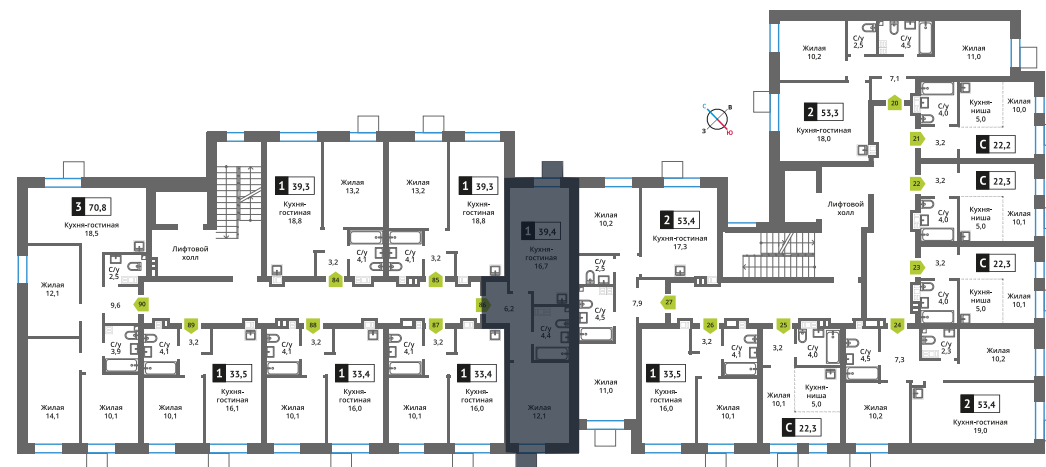 Жилая
10,2
С/у
2,5
С/у
4,5
Жилая
11,0
7,1
20
2 53,3
Кухня-гостиная
18,0
С/у
4,0
Кухня-
ниша
5,0
Жилая
10,0
21
3,2
С 22,2
22
3,2
С 22,3
С/у
4,0
Кухня-
ниша
5,0
Жилая
10,1
Лифтовой
холл
23
3,2
С 22,3
С/у
4,0
Кухня-
ниша
5,0
Жилая
10,1
С
В
З
Ю
3 70,8
Кухня-гостиная
18,5
Лифтовой
холл
1 39,3
Кухня-
гостиная
18,8
Жилая
13,2
3,2
С/у
4,1
84
Жилая
13,2
1 39,3
Кухня-
гостиная
18,8
С/у
4,1
3,2
85
1 39,4
Кухня-
гостиная
16,7
86
6,2
С/у
4,4
Жилая
12,1
Жилая
10,2
2 53,4
Кухня-гостиная
17,3
С/у
2,5
7,9
27
С/у
4,5
Жилая
11,0
Жилая
12,1
С/у
2,5
9,6
90
С/у
3,9
Жилая
14,1
Жилая
10,1
89
С/у
4,1
3,2
1 33,5
Жилая
10,1
Кухня-
гостиная
16,1
88
С/у
4,1
3,2
1 33,4
Жилая
10,1
Кухня-
гостиная
16,0
87
С/у
4,1
3,2
1 33,4
Жилая
10,1
Кухня-
гостиная
16,0
26
3,2
С/у
4,1
1 33,5
Кухня-
гостиная
16,0
Жилая
10,1
25
3,2
С/у
4,0
Жилая
10,1
Кухня-
ниша
5,0
С 22,3
24
С/у
4,5
7,3
С/у
2,3
Жилая
10,2
Жилая
10,2
2 53,4
Кухня-гостиная
19,0